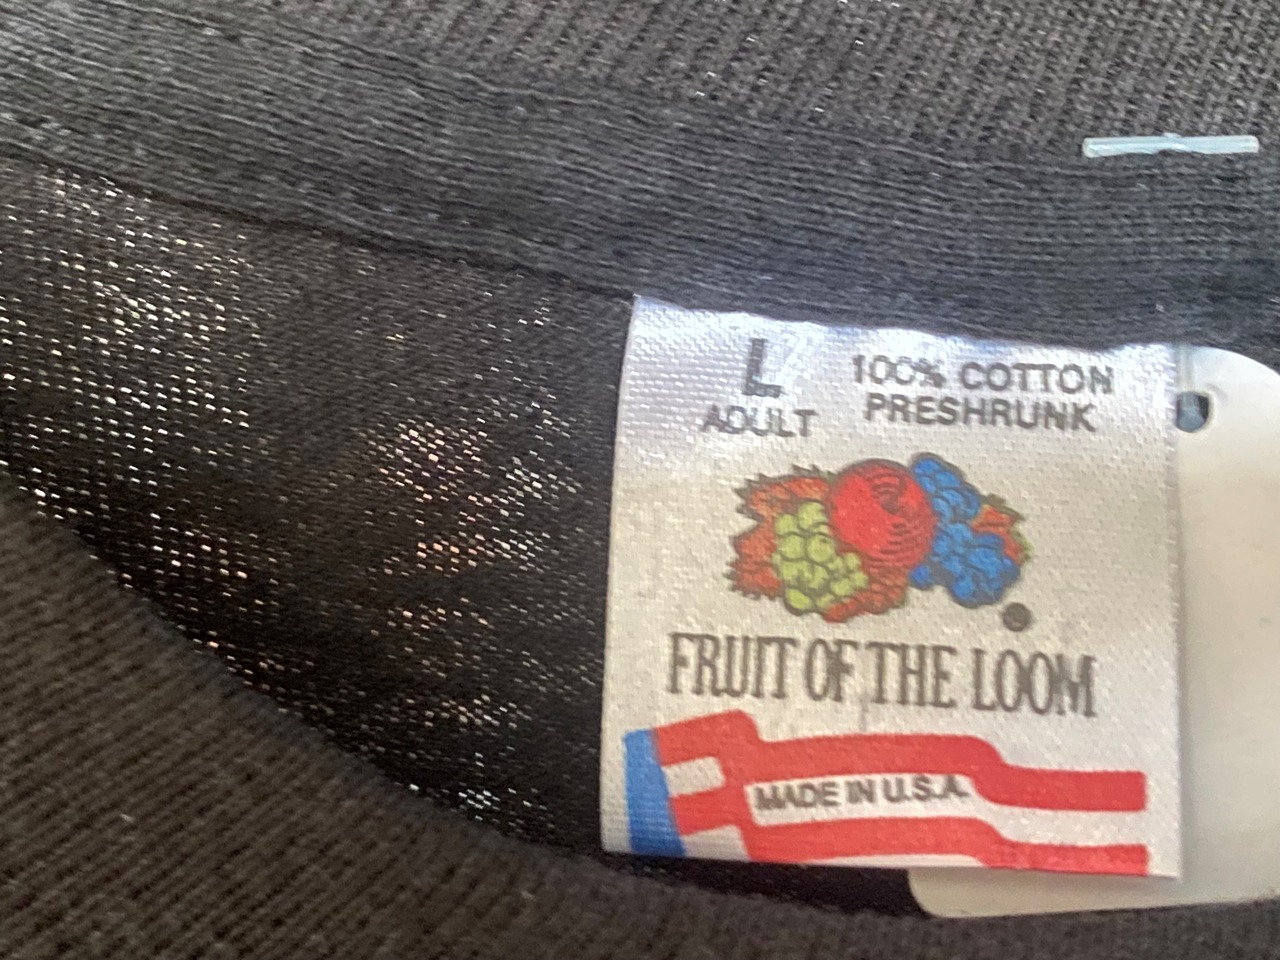 L
ADULT
100% COTTON
PRESHRUNK
FRUIT OF THE LOOM
MADE IN U.S.A.